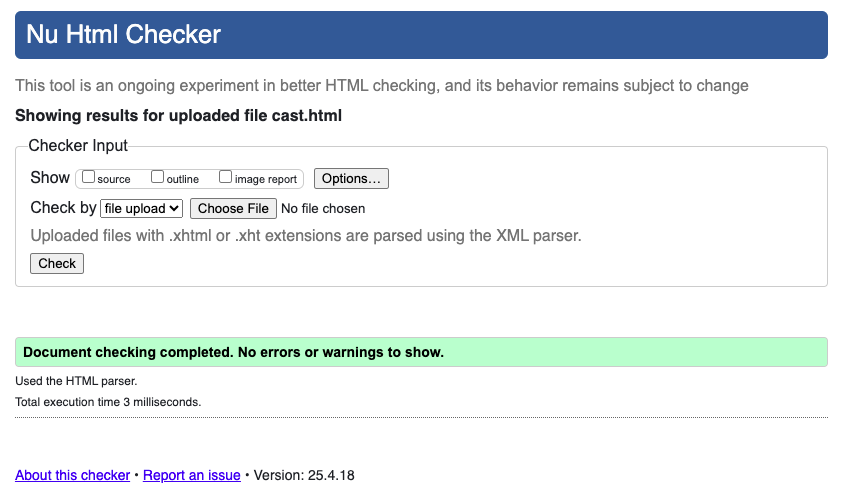 Nu Html Checker
This tool is an ongoing experiment in better HTML checking, and its behavior remains subject to change
Showing results for uploaded file cast.html
Checker Input
Show source outline image report Options…
Check by file upload Choose File No file chosen
Uploaded files with .xhtml or .xht extensions are parsed using the XML parser.
Check
Document checking completed. No errors or warnings to show.
Used the HTML parser.
Total execution time 3 milliseconds.
About this checker • Report an issue • Version: 25.4.18